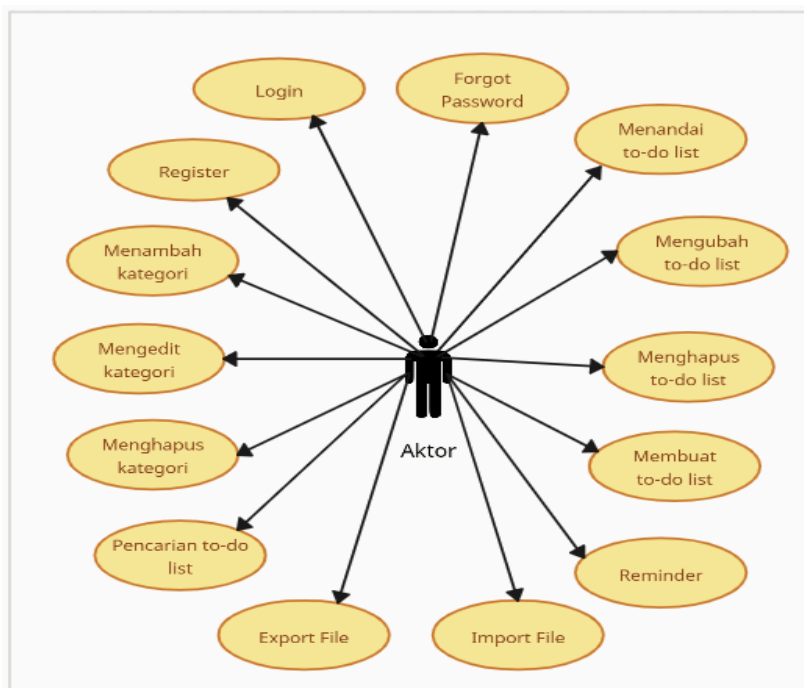 Login
Forgot
Password
Menandai
to-do list
Register
Mengubah
to-do list
Menambah
kategori
Mengedit
kategori
Menghapus
to-do list
Menghapus
kategori
Aktor
Membuat
to-do list
Pencarian to-do
list
Reminder
Export File
Import File